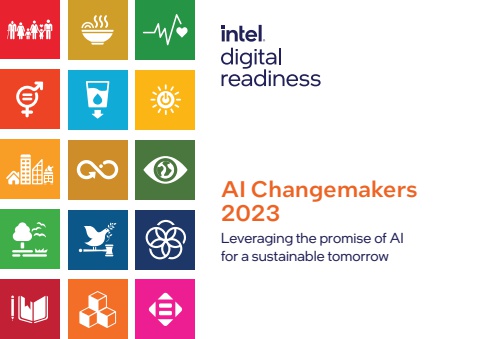 intel.
digital
readiness
AI Changemakers
2023
Leveraging the promise of AI
for a sustainable tomorrow